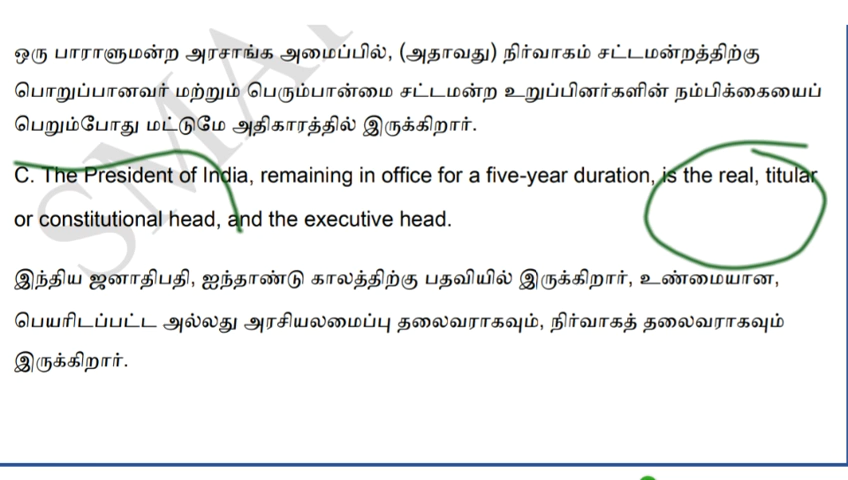 ஒரு பாராளுமன்ற அரசாங்க அமைப்பில், (அதாவது) நிர்வாகம் சட்டமன்றத்திற்கு
பொறுப்பானவர் மற்றும் பெரும்பான்மை சட்டமன்ற உறுப்பினர்களின் நம்பிக்கையைப்
பெறும்போது மட்டுமே அதிகாரத்தில் இருக்கிறார்.
C. The President of India, remaining in office for a five-year duration, is the real, titular
or constitutional head, and the executive head.
இந்திய ஜனாதிபதி, ஐந்தாண்டு காலத்திற்கு பதவியில் இருக்கிறார், உண்மையான,
பெயரிடப்பட்ட அல்லது அரசியலமைப்பு தலைவராகவும், நிர்வாகத் தலைவராகவும்
இருக்கிறார்.